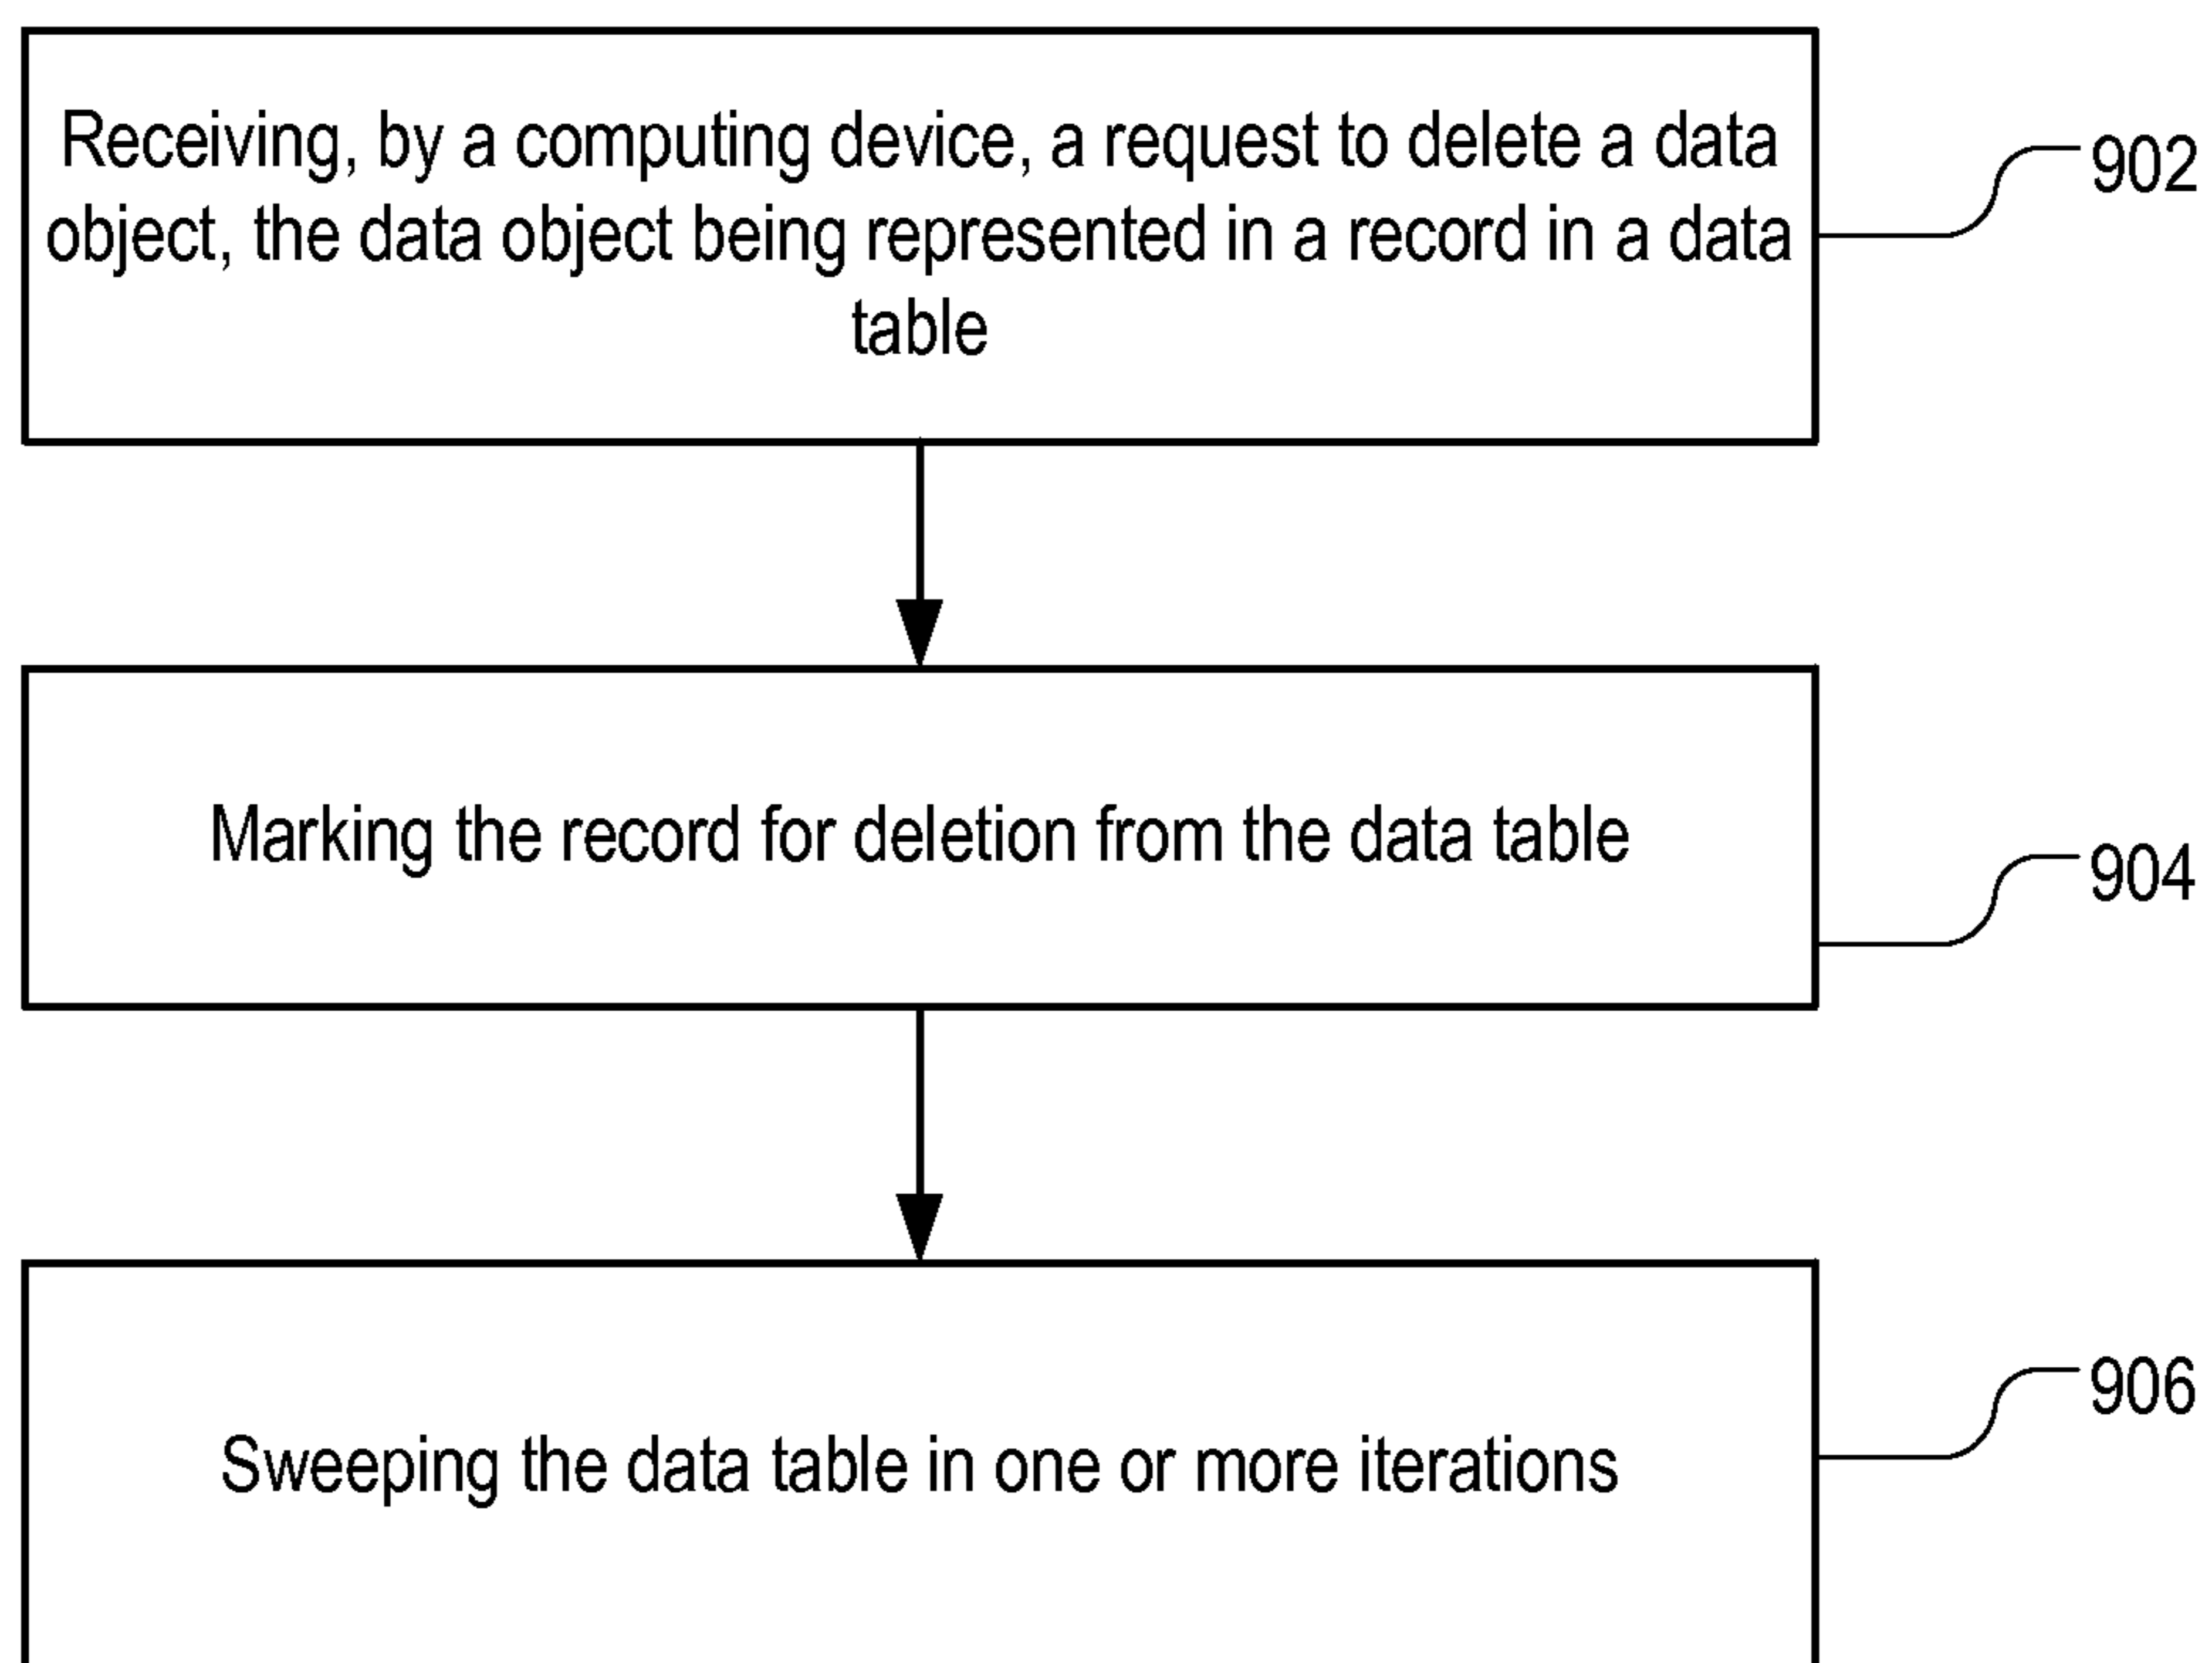 Receiving, by a computing device, a request to delete a data
object, the data object being represented in a record in a data
table
902
Marking the record for deletion from the data table
904
Sweeping the data table in one or more iterations
906